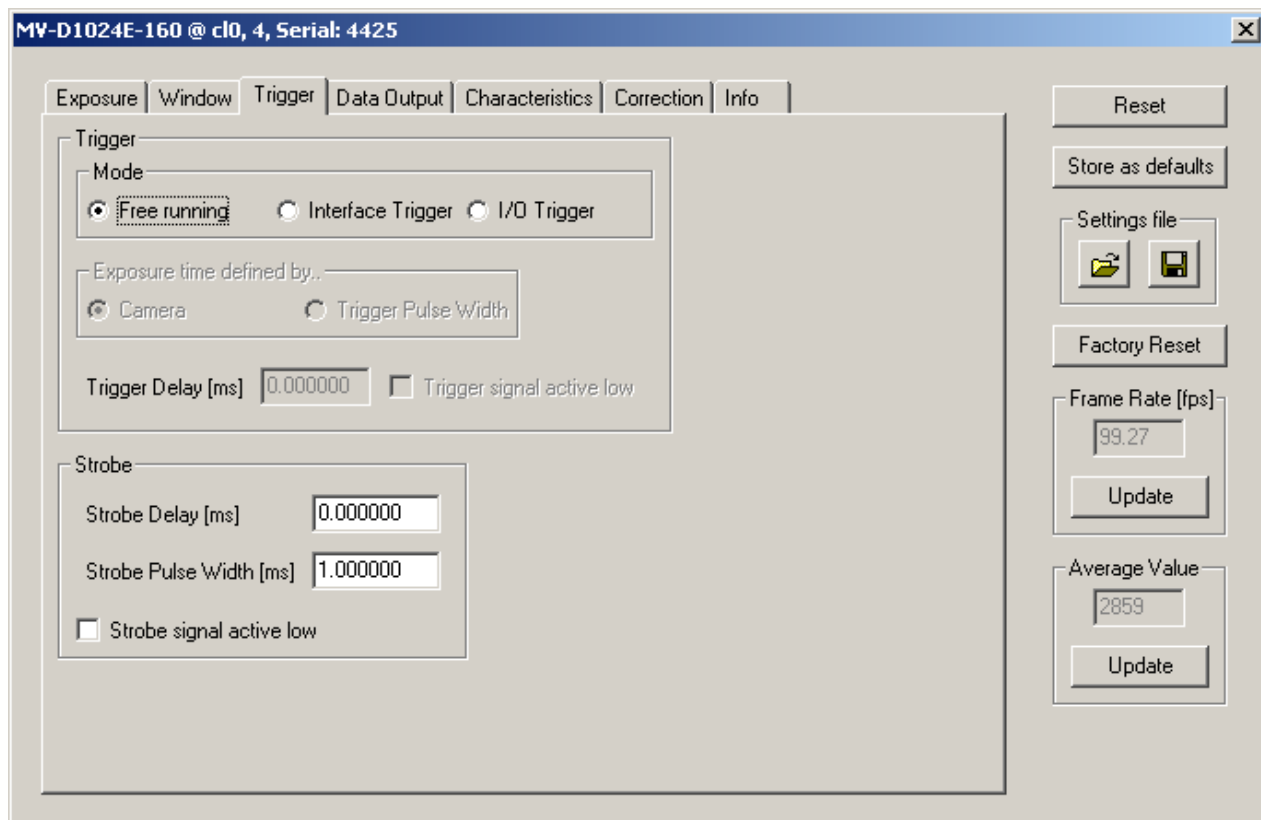 MV-D1024E-160 @ cl0, 4, Serial: 4425
Exposure Window Trigger Data Output Characteristics Correction Info
Trigger
Mode
Free running Interface Trigger I/O Trigger
Exposure time defined by..
Camera Trigger Pulse Width
Trigger Delay [ms] 0.000000 Trigger signal active low
Strobe
Strobe Delay [ms] 0.000000
Strobe Pulse Width [ms] 1.000000
Strobe signal active low
Reset
Store as defaults
Settings file
Factory Reset
Frame Rate [fps]
99.27
Update
Average Value
2859
Update